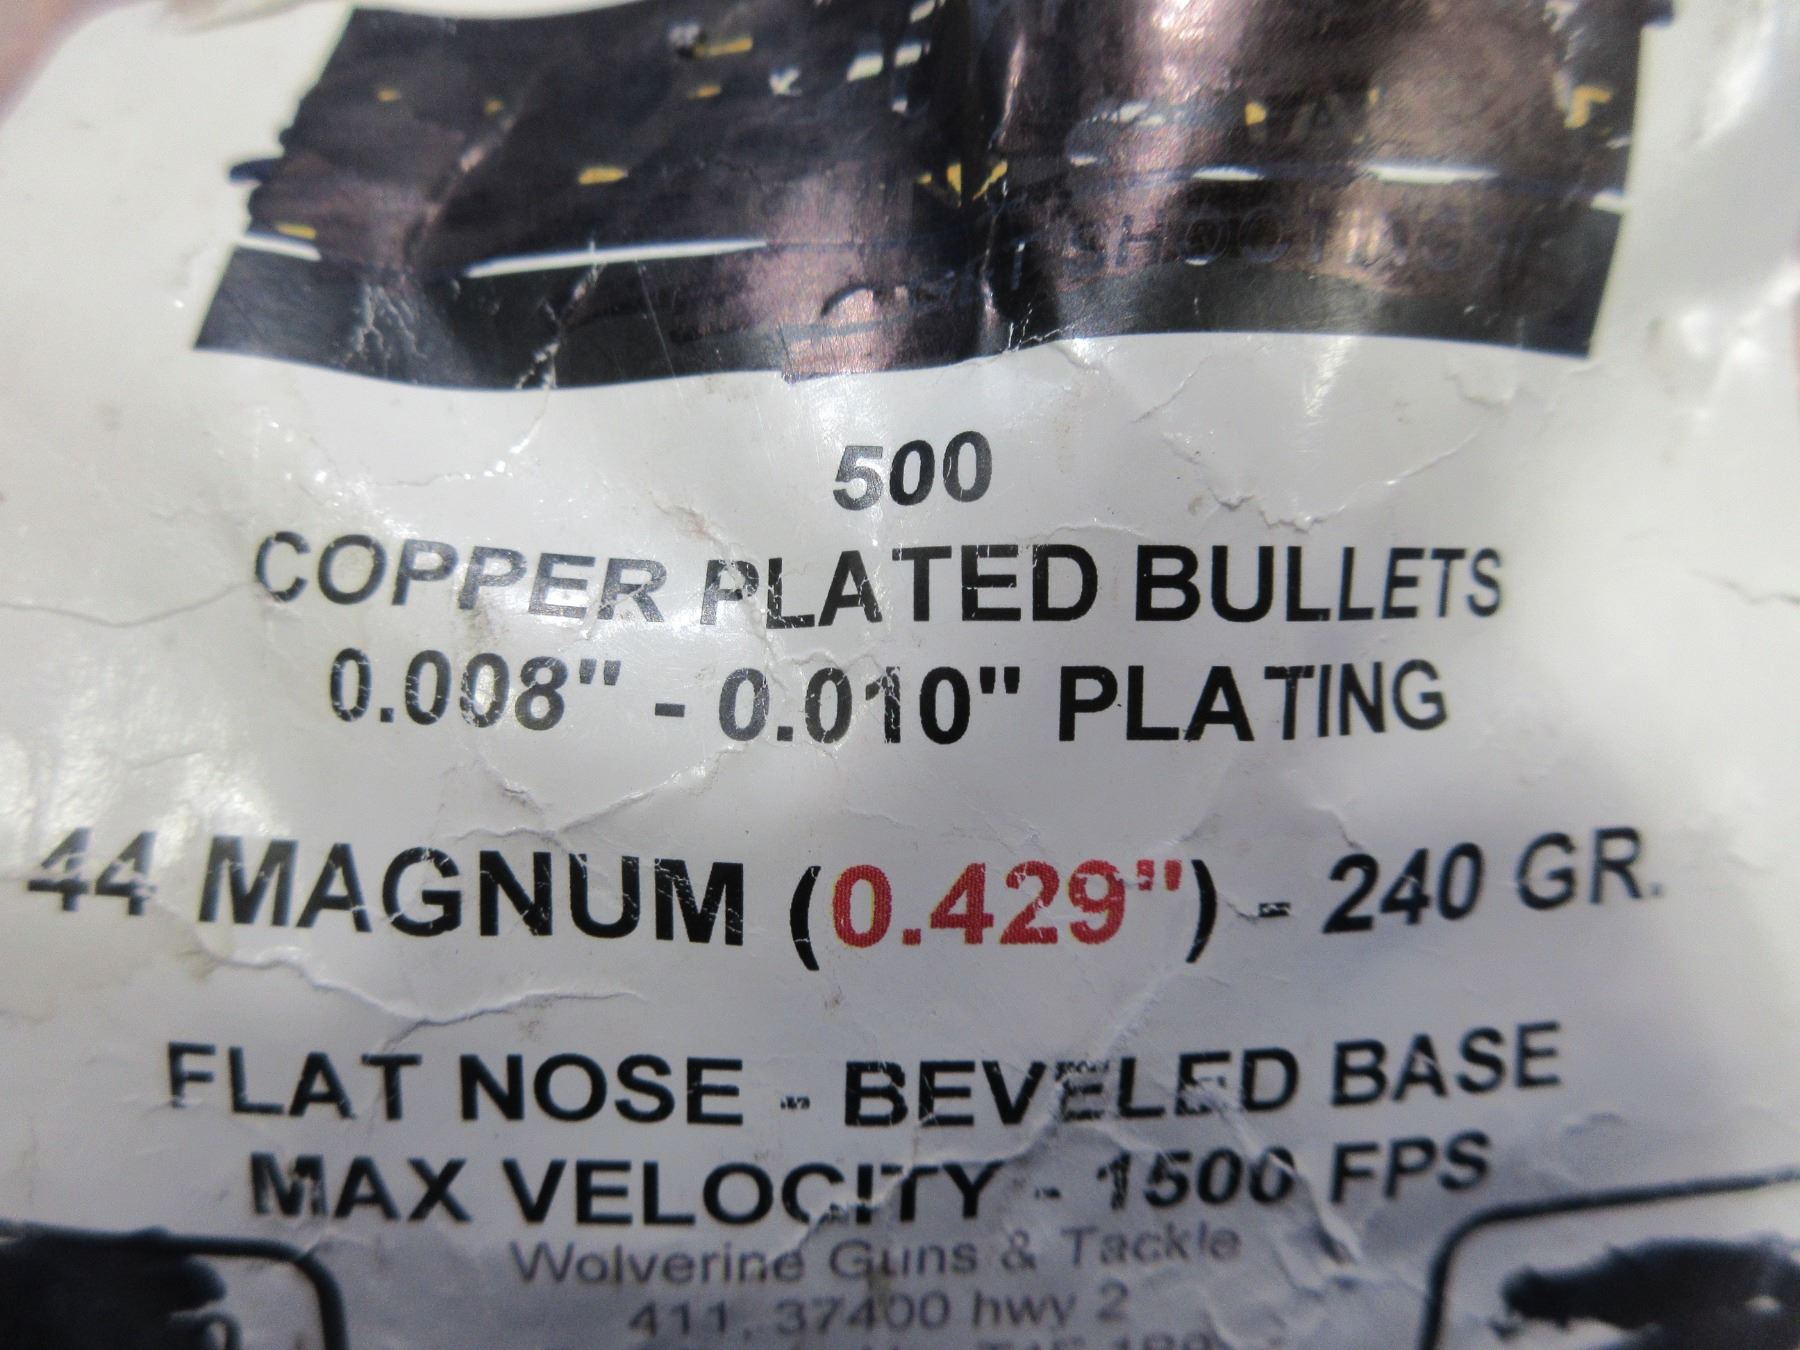 SHOOTING
500
COPPER PLATED BULLETS
0.008" - 0.010" PLATING
44 MAGNUM (0.429") - 240 GR.
FLAT NOSE - BEVELED BASE
MAX VELOCITY - 1500 FPS
Wolverine Guns & Tackle
411, 37400 hwy 2